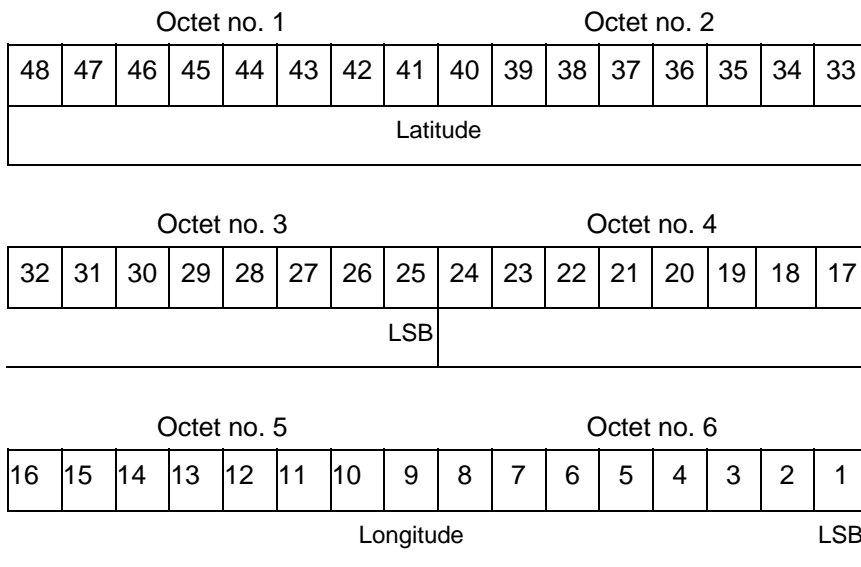 Octet no. 1 Octet no. 2
48 47 46 45 44 43 42 41 40 39 38 37 36 35 34 33
Latitude
Octet no. 3 Octet no. 4
32 31 30 29 28 27 26 25 24 23 22 21 20 19 18 17
LSB
Octet no. 5 Octet no. 6
16 15 14 13 12 11 10 9 8 7 6 5 4 3 2 1
Longitude LSB